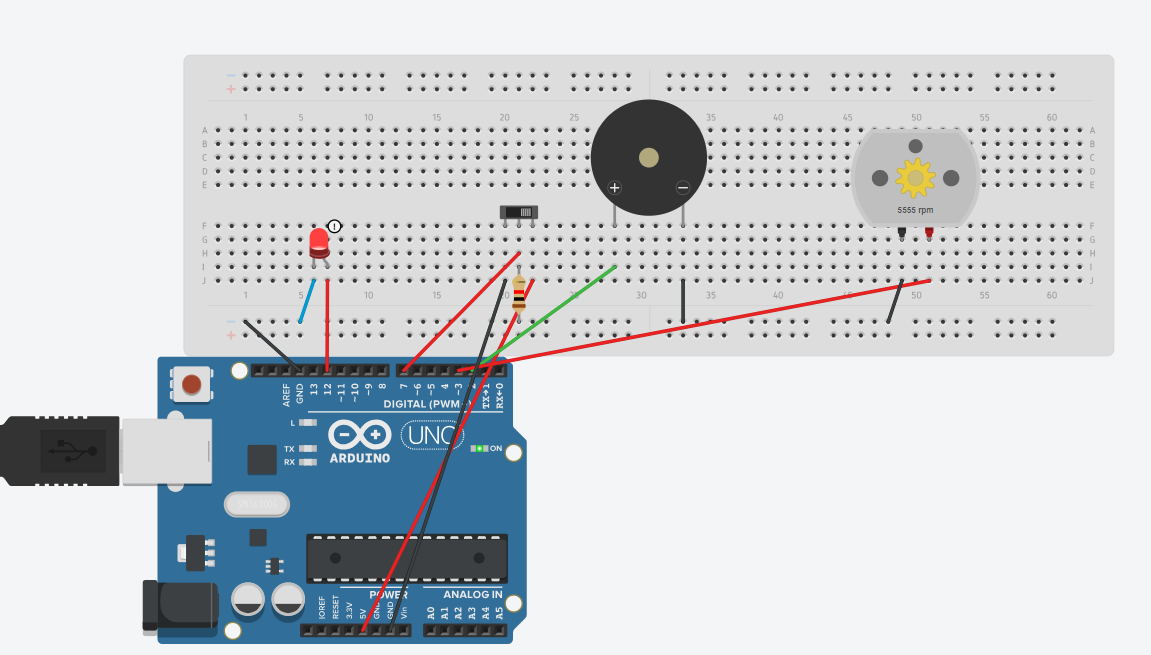 1 5 10 15 20 25 35 40 45 50 55 60
A A
B B
C C
D D
E E
+ −
5555 rpm
!
F F
G G
H H
I I
J J
1 5 10 15 20 25 30 35 40 45 50 55 60
AREF
GND
13
12
~11
~10
~9
8
7
~6
~5
4
~3
TX→1
RX←0
DIGITAL (PWM
L
TX
RX
UNO
ARDUINO
ON
POWER
ANALOG IN
IOREF
RESET
3.3V
5V
GND
GND
Vin
A0
A1
A2
A3
A4
A5